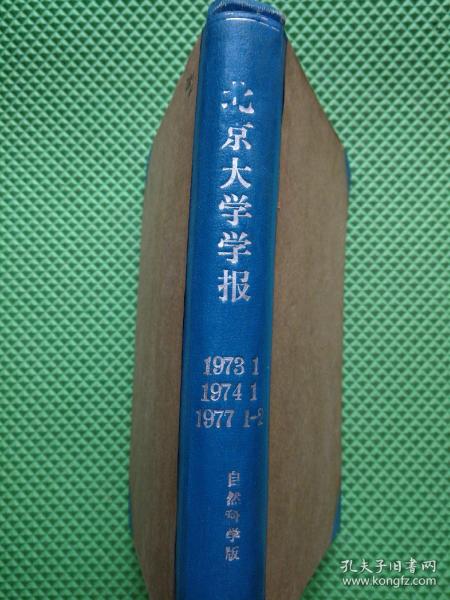 北京大学学报
1973 1
1974 1
1977 1-2
自然科学版
孔夫子旧书网
www.kongfz.com